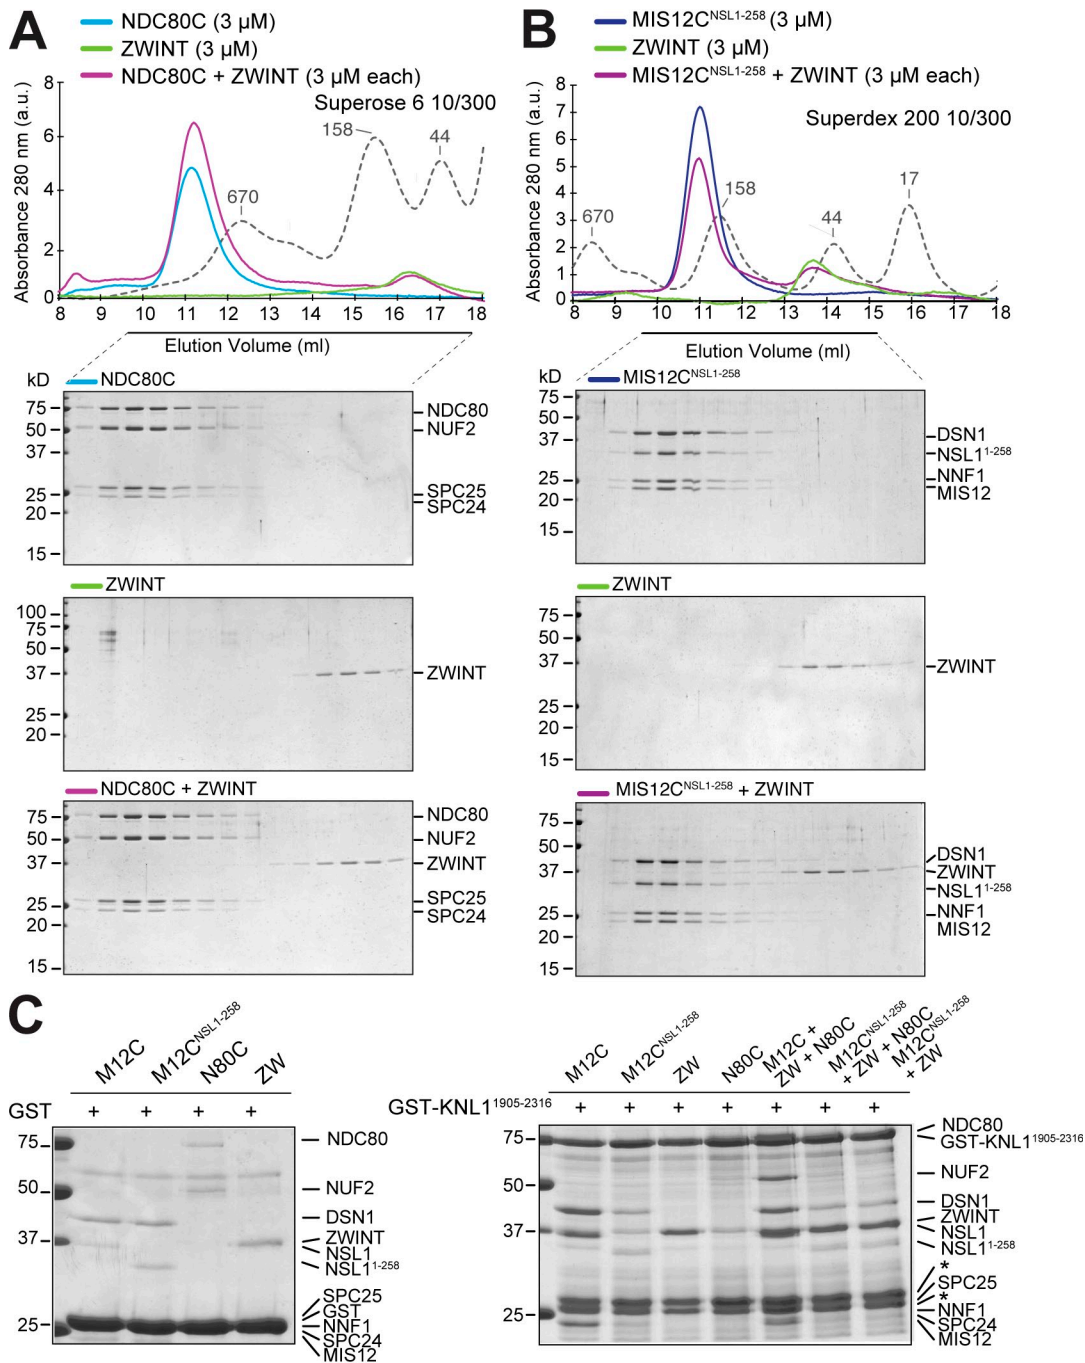 A
NDC80C (3 µM)
ZWINT (3 µM)
NDC80C + ZWINT (3 µM each)
Superose 6 10/300
Absorbance 280 nm (a.u.)
8
6
4
2
0
670
158
44
8 9 10 11 12 13 14 15 16 17 18
Elution Volume (ml)
kD
NDC80C
75
50
37
25
20
15
NDC80
NUF2
SPC25
SPC24
ZWINT
100
75
50
37
25
20
ZWINT
NDC80C + ZWINT
75
50
37
25
20
15
NDC80
NUF2
ZWINT
SPC25
SPC24
B
MIS12C^NSL1-258 (3 µM)
ZWINT (3 µM)
MIS12C^NSL1-258 + ZWINT (3 µM each)
Superdex 200 10/300
Absorbance 280 nm (a.u.)
8
7
6
5
4
3
2
1
0
670
158
44
17
8 9 10 11 12 13 14 15 16 17 18
Elution Volume (ml)
kD
MIS12C^NSL1-258
75
50
37
25
20
15
DSN1
NSL1^1-258
NNF1
MIS12
ZWINT
75
50
37
25
20
15
ZWINT
MIS12C^NSL1-258 + ZWINT
75
50
37
25
20
15
DSN1
ZWINT
NSL1^1-258
NNF1
MIS12
C
M12C
M12C^NSL1-258
N80C
ZW
GST + + + +
75
50
37
25
NDC80
NUF2
DSN1
ZWINT
NSL1
NSL1^1-258
SPC25
GST
NNF1
SPC24
MIS12
M12C
M12C^NSL1-258
ZW
N80C
M12C +
ZW + N80C
M12C^NSL1-258
+ ZW + N80C
M12C^NSL1-258
+ ZW
GST-KNL1^1905-2316 + + + + + + +
75
50
37
25
NDC80
GST-KNL1^1905-2316
NUF2
DSN1
ZWINT
NSL1
NSL1^1-258
*
SPC25
*
NNF1
SPC24
MIS12